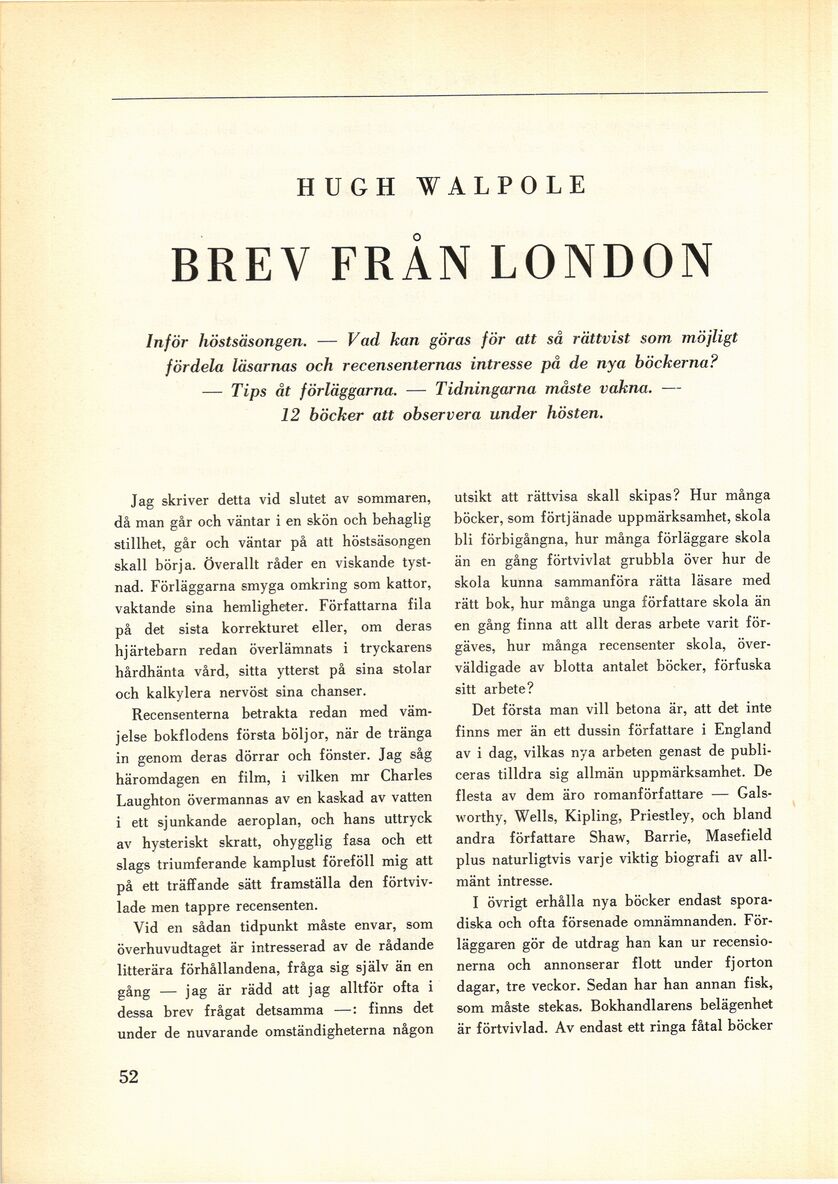 HUGH WALPOLE
BREV FRÅN LONDON
Inför höstsäsongen. — Vad kan göras för att så rättvist som möjligt
fördela läsarnas och recensenternas intresse på de nya böckerna?
— Tips åt förläggarna. — Tidningarna måste vakna. —
12 böcker att observera under hösten.
Jag skriver detta vid slutet av sommaren,
då man går och väntar i en skön och behaglig
stillhet, går och väntar på att höstsäsongen
skall börja. Överallt råder en viskande tyst-
nad. Förläggarna smyga omkring som kattor,
vaktande sina hemligheter. Författarna fila
på det sista korrekturet eller, om deras
hjärtebarn redan överlämnats i tryckarens
hårdhänta vård, sitta ytterst på sina stolar
och kalkylera nervöst sina chanser.
Recensenterna betrakta redan med väm-
jelse bokflodens första böljor, när de tränga
in genom deras dörrar och fönster. Jag såg
häromdagen en film, i vilken mr Charles
Laughton övermannas av en kaskad av vatten
i ett sjunkande aeroplan, och hans uttryck
av hysteriskt skratt, ohygglig fasa och ett
slags triumferande kamplust föreföll mig att
på ett träffande sätt framställa den förtviv-
lade men tappre recensenten.
Vid en sådan tidpunkt måste envar, som
överhuvudtaget är intresserad av de rådande
litterära förhållandena, fråga sig själv än en
gång — jag är rädd att jag alltför ofta i
dessa brev frågat detsamma —: finns det
under de nuvarande omständigheterna någon
utsikt att rättvisa skall skipas? Hur många
böcker, som förtjänade uppmärksamhet, skola
bli förbigångna, hur många förläggare skola
än en gång förtvivlat grubbla över hur de
skola kunna sammanföra rätta läsare med
rätt bok, hur många unga författare skola än
en gång finna att allt deras arbete varit för-
gäves, hur många recensenter skola, över-
väldigade av blotta antalet böcker, förfuska
sitt arbete?
Det första man vill betona är, att det inte
finns mer än ett dussin författare i England
av i dag, vilkas nya arbeten genast de publi-
ceras tilldra sig allmän uppmärksamhet. De
flesta av dem äro romanförfattare — Gals-
worthy, Wells, Kipling, Priestley, och bland
andra författare Shaw, Barrie, Masefield
plus naturligtvis varje viktig biografi av all-
mänt intresse.
I övrigt erhålla nya böcker endast spora-
diska och ofta försenade omnämnanden. För-
läggaren gör de utdrag han kan ur recensio-
nerna och annonserar flott under fjorton
dagar, tre veckor. Sedan har han annan fisk,
som måste stekas. Bokhandlarens belägenhet
är förtvivlad. Av endast ett ringa fåtal böcker
52